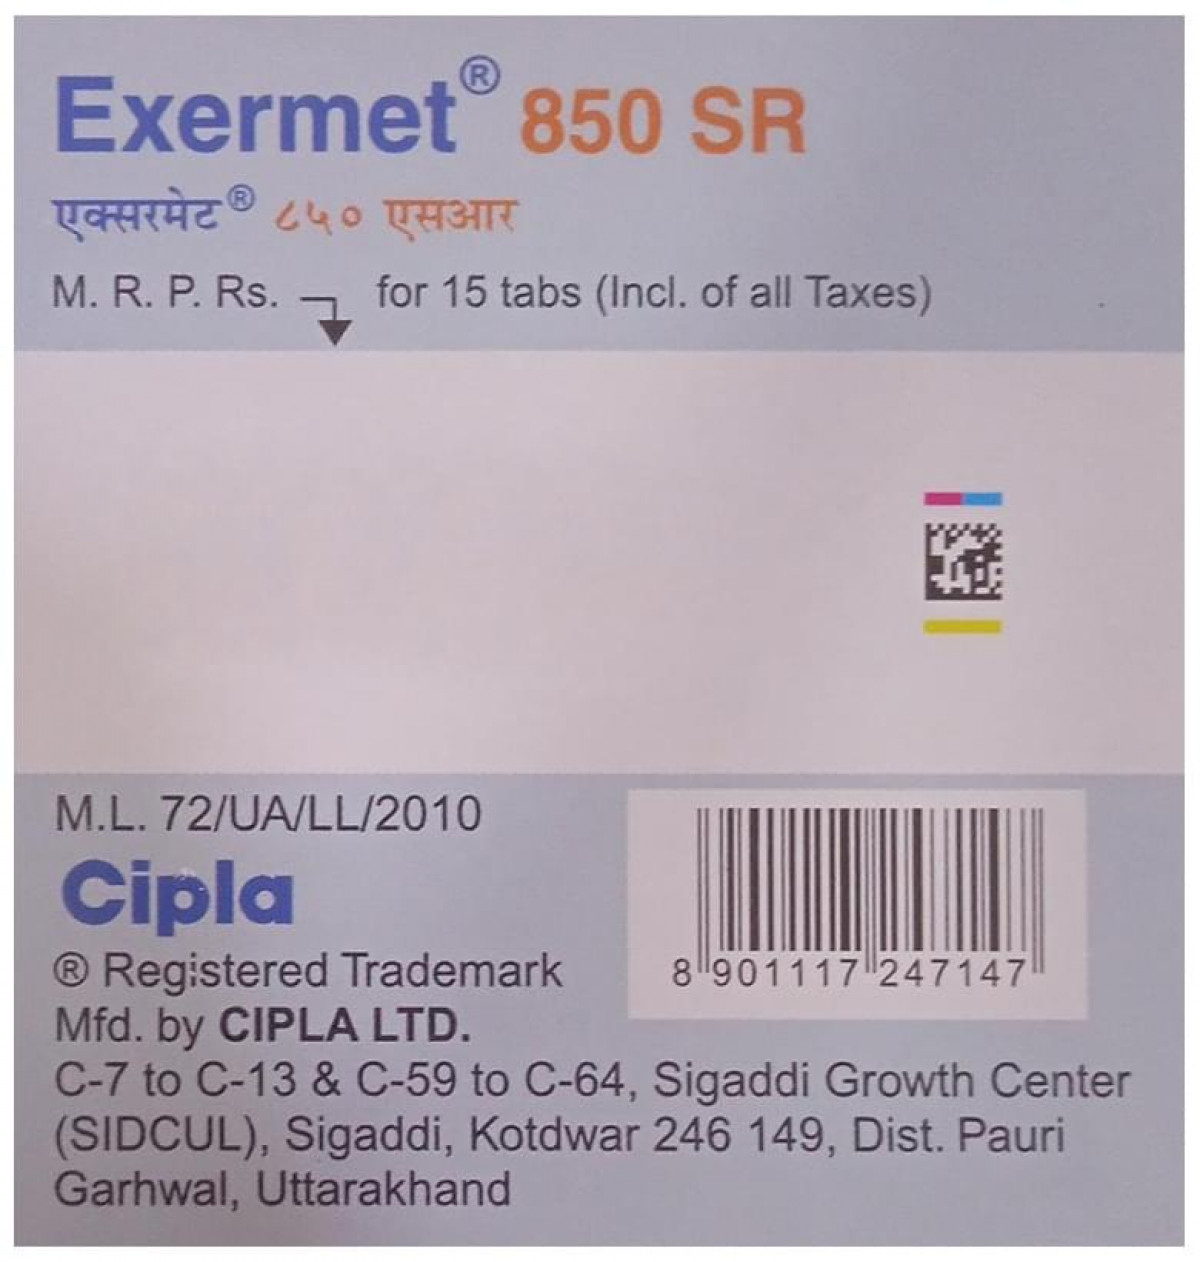 Exermet® 850 SR
एक्सरमेट® ८५० एसआर
M. R. P. Rs. for 15 tabs (Incl. of all Taxes)
M.L. 72/UA/LL/2010
Cipla
® Registered Trademark
Mfd. by CIPLA LTD.
8 901117 247147
C-7 to C-13 & C-59 to C-64, Sigaddi Growth Center
(SIDCUL), Sigaddi, Kotdwar 246 149, Dist. Pauri
Garhwal, Uttarakhand